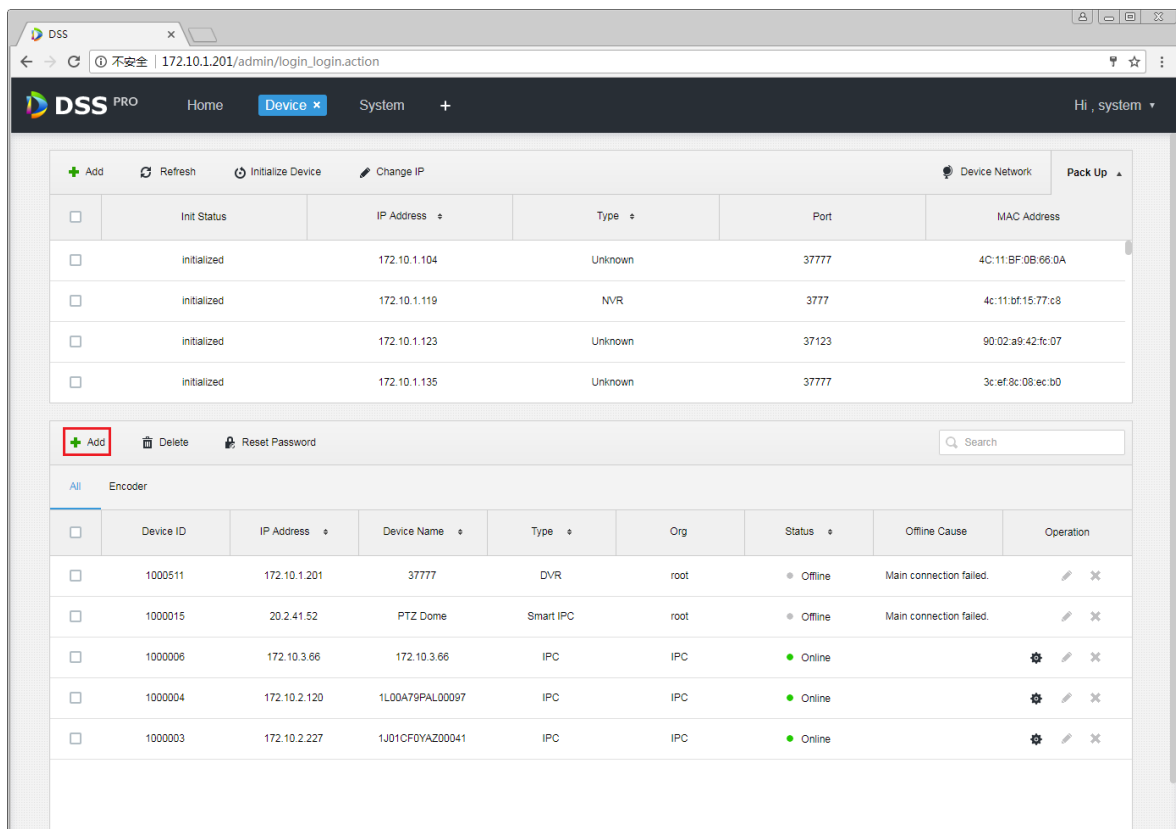 DSS
不安全 | 172.10.1.201/admin/login_login.action
DSS PRO Home Device System Hi , system
Add Refresh Initialize Device Change IP Device Network Pack Up
Init Status IP Address Type Port MAC Address
initialized 172.10.1.104 Unknown 37777 4C:11:BF:0B:66:0A
initialized 172.10.1.119 NVR 3777 4c:11:bf:15:77:c8
initialized 172.10.1.123 Unknown 37123 90:02:a9:42:fc:07
initialized 172.10.1.135 Unknown 37777 3c:ef:8c:08:ec:b0
Add Delete Reset Password Search
All Encoder
Device ID IP Address Device Name Type Org Status Offline Cause Operation
1000511 172.10.1.201 37777 DVR root Offline Main connection failed.
1000015 20.2.41.52 PTZ Dome Smart IPC root Offline Main connection failed.
1000006 172.10.3.66 172.10.3.66 IPC IPC Online
1000004 172.10.2.120 1L00A79PAL00097 IPC IPC Online
1000003 172.10.2.227 1J01CF0YAZ00041 IPC IPC Online